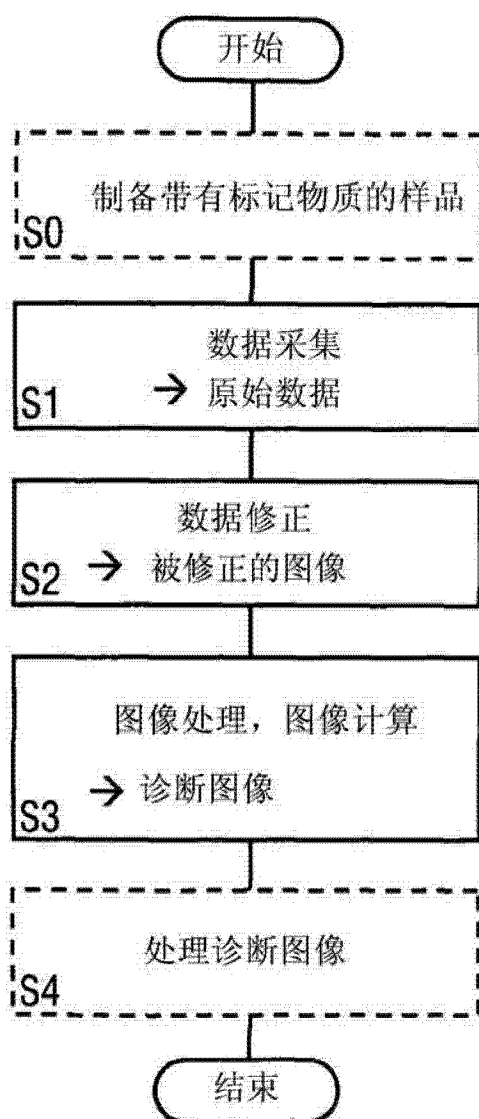 开始
制备带有标记物质的样品
S0
数据采集
→ 原始数据
S1
数据修正
→ 被修正的图像
S2
图像处理，图像计算
→ 诊断图像
S3
处理诊断图像
S4
结束